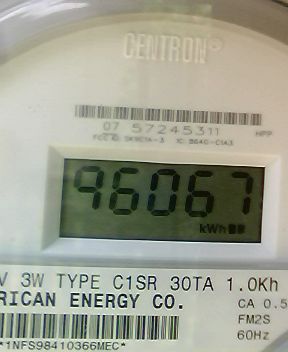 CENTRON®
07 57245311 HPP
96067
kWh
V 3W TYPE C1SR 30TA 1.0Kh
RICAN ENERGY CO.
CA 0.5
FM2S
60Hz
*1NFS98410366MEC*